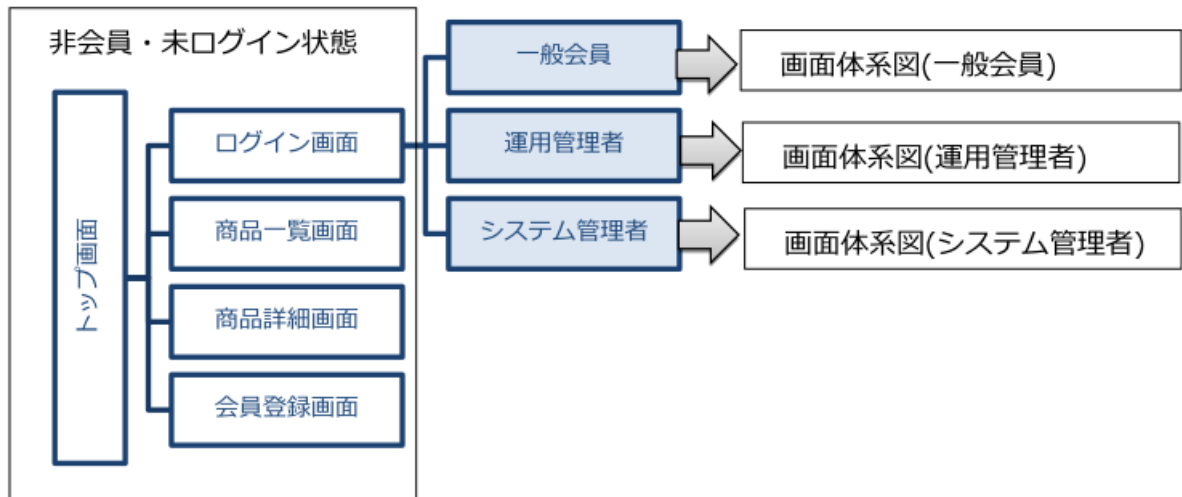 非会員・未ログイン状態
トップ画面
ログイン画面
商品一覧画面
商品詳細画面
会員登録画面
一般会員
運用管理者
システム管理者
画面体系図(一般会員)
画面体系図(運用管理者)
画面体系図(システム管理者)